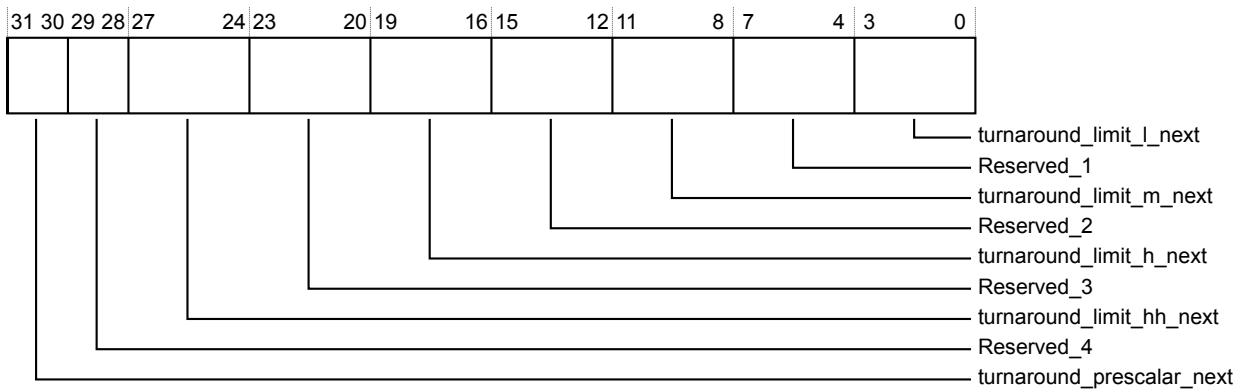 31 30 29 28 27 24 23 20 19 16 15 12 11 8 7 4 3 0
turnaround_limit_l_next
Reserved_1
turnaround_limit_m_next
Reserved_2
turnaround_limit_h_next
Reserved_3
turnaround_limit_hh_next
Reserved_4
turnaround_prescalar_next